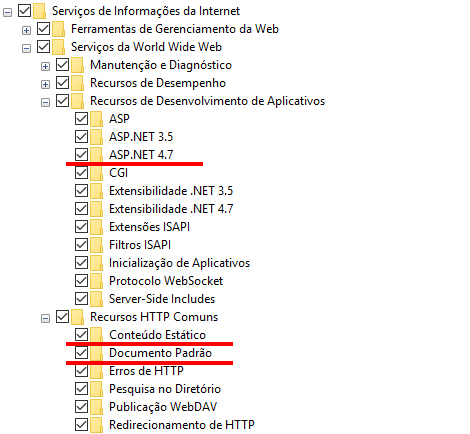 Serviços de Informações da Internet
Ferramentas de Gerenciamento da Web
Serviços da World Wide Web
Manutenção e Diagnóstico
Recursos de Desempenho
Recursos de Desenvolvimento de Aplicativos
ASP
ASP.NET 3.5
ASP.NET 4.7
CGI
Extensibilidade .NET 3.5
Extensibilidade .NET 4.7
Extensões ISAPI
Filtros ISAPI
Inicialização de Aplicativos
Protocolo WebSocket
Server-Side Includes
Recursos HTTP Comuns
Conteúdo Estático
Documento Padrão
Erros de HTTP
Pesquisa no Diretório
Publicação WebDAV
Redirecionamento de HTTP